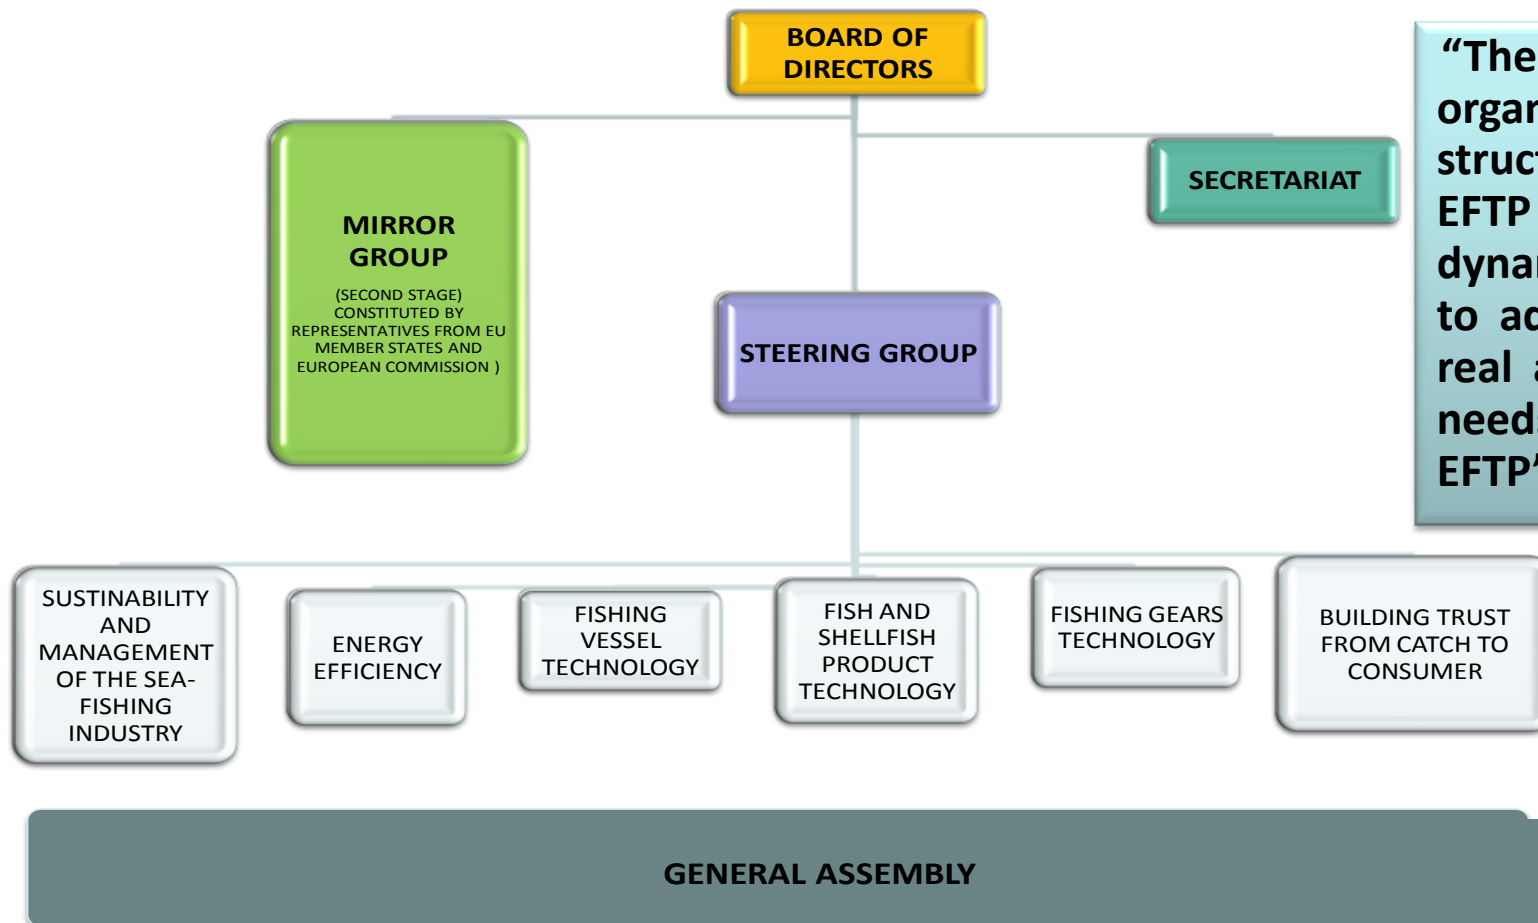 BOARD OF
DIRECTORS
MIRROR
GROUP
(SECOND STAGE)
CONSTITUTED BY
REPRESENTATIVES FROM EU
MEMBER STATES AND
EUROPEAN COMMISSION )
SECRETARIAT
STEERING GROUP
“The
EFTP
to
real
EFTP”
SUSTINABILITY
AND
MANAGEMENT
OF THE SEA-
FISHING
INDUSTRY
ENERGY
EFFICIENCY
FISHING
VESSEL
TECHNOLOGY
FISH AND
SHELLFISH
PRODUCT
TECHNOLOGY
FISHING GEARS
TECHNOLOGY
BUILDING TRUST
FROM CATCH TO
CONSUMER
GENERAL ASSEMBLY